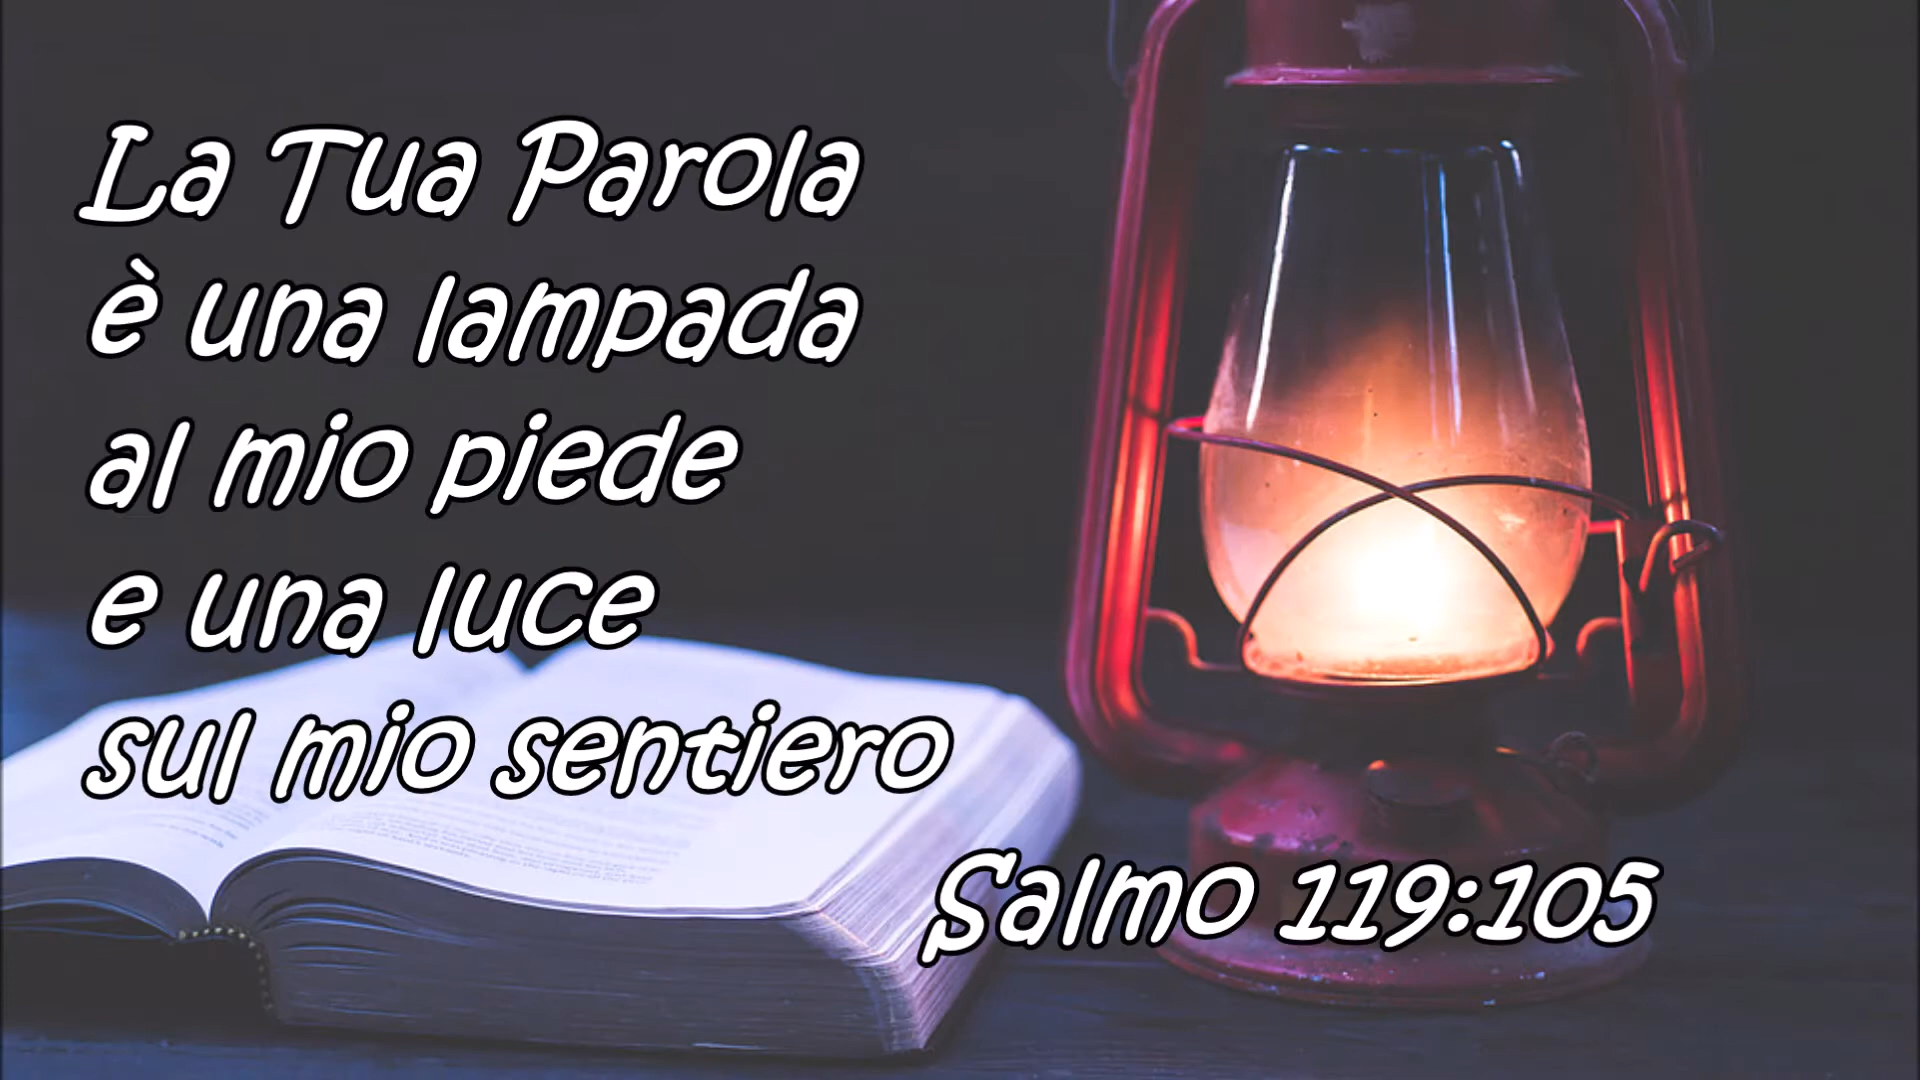 La Tua Parola
è una lampada
al mio piede
e una luce
sul mio sentiero
Salmo 119:105